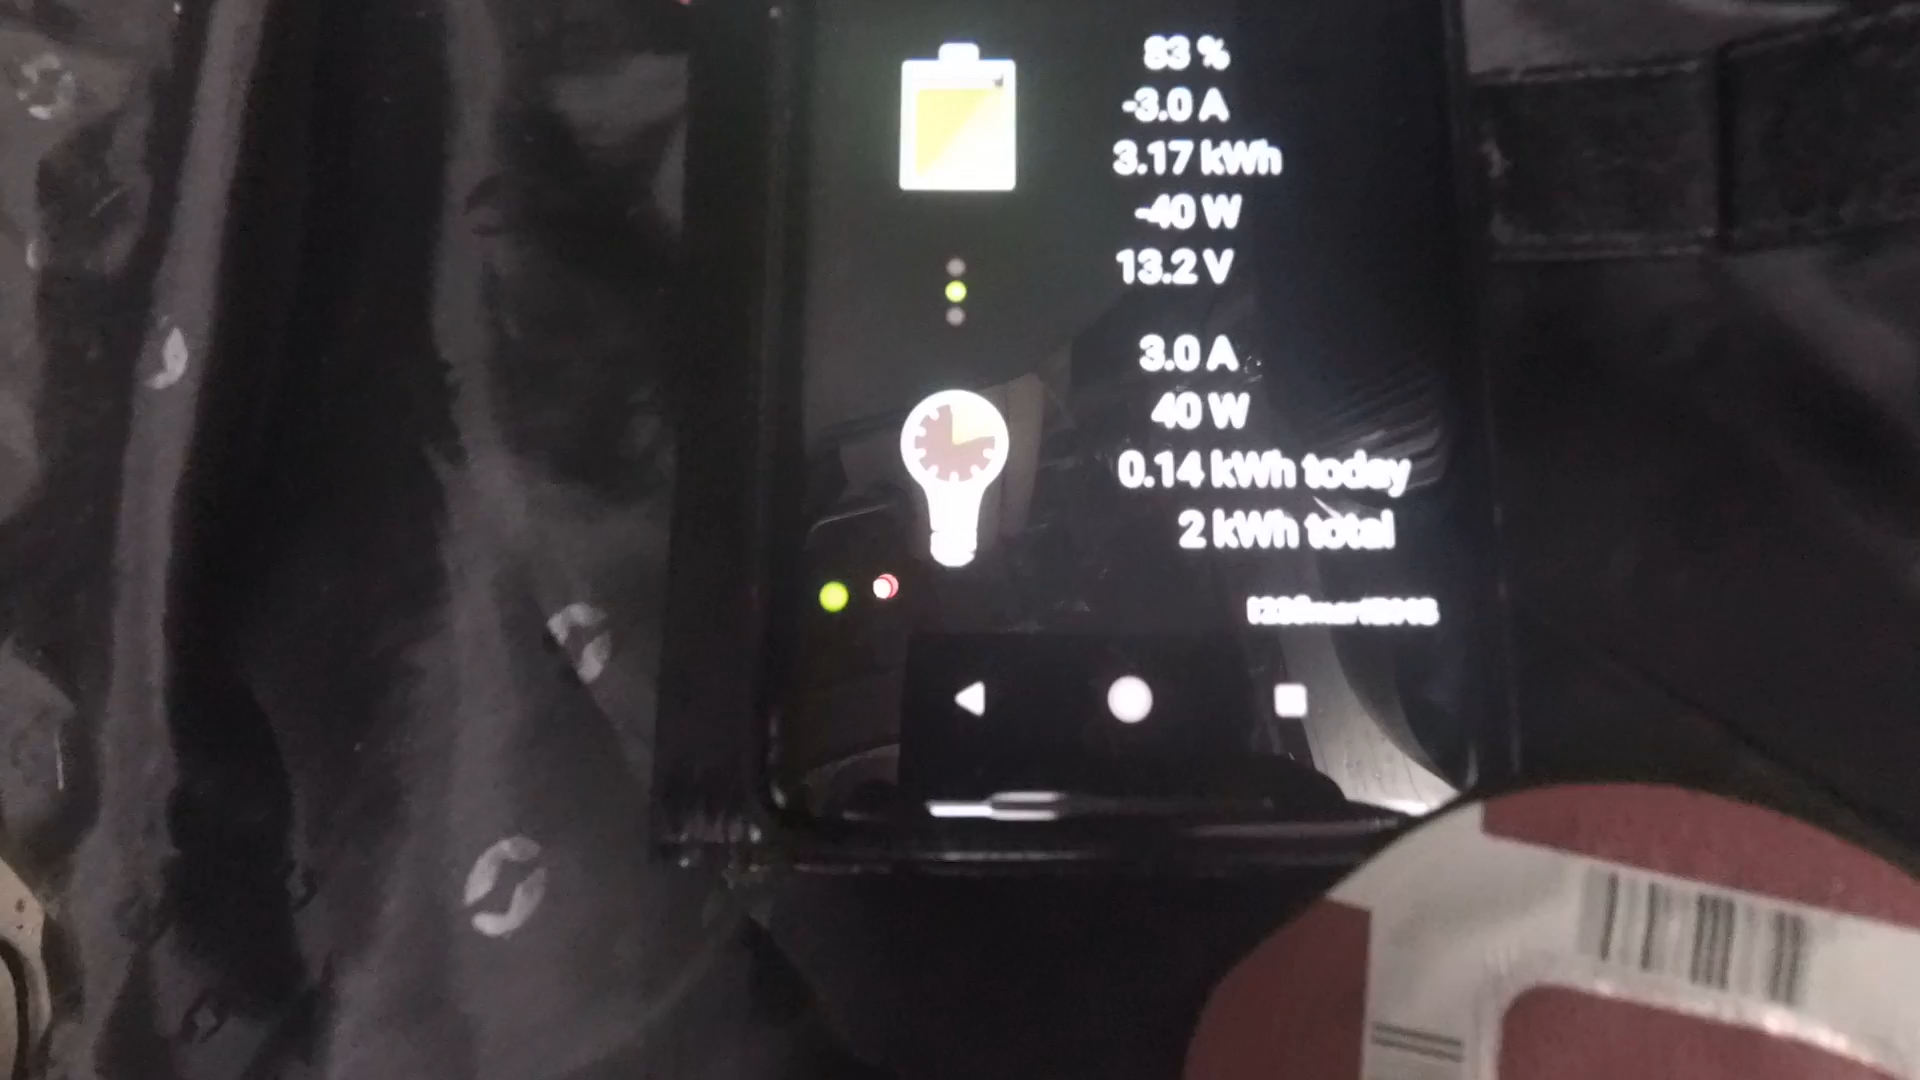 83 %
-3.0 A
3.17 kWh
-40 W
13.2 V
3.0 A
40 W
0.14 kWh today
2 kWh total